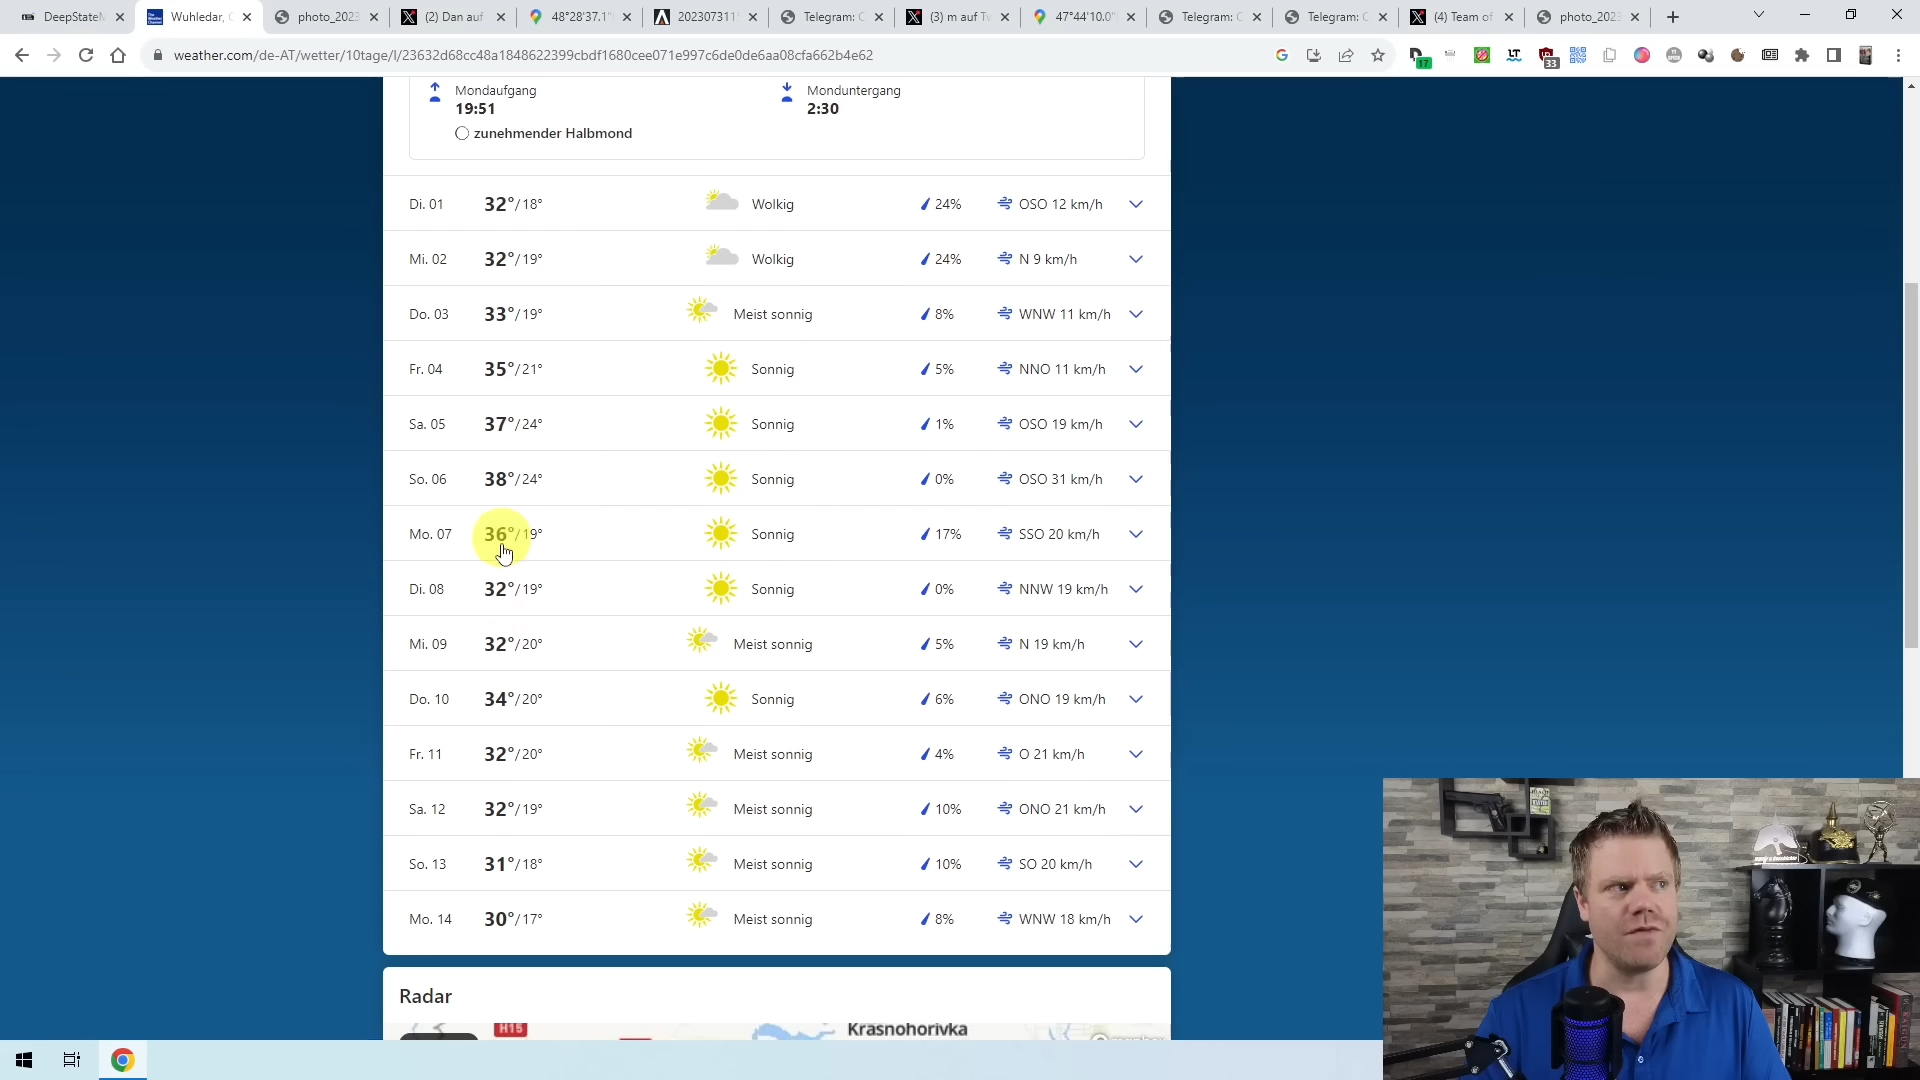 DeepStateM
Wuhledar,
photo_2023
(2) Dan auf
48°28'37.1"
202307311
Telegram: C
(3) m auf Tw
47°44'10.0"
Telegram: C
Telegram: C
(4) Team of
photo_2023
weather.com/de-AT/wetter/10tage/l/23632d68cc48a1848622399cbdf1680cee071e997c6de0de6aa08cfa662b4e62
17
33
Mondaufgang
19:51
Monduntergang
2:30
zunehmender Halbmond
Di. 01 32°/18° Wolkig 24% OSO 12 km/h
Mi. 02 32°/19° Wolkig 24% N 9 km/h
Do. 03 33°/19° Meist sonnig 8% WNW 11 km/h
Fr. 04 35°/21° Sonnig 5% NNO 11 km/h
Sa. 05 37°/24° Sonnig 1% OSO 19 km/h
So. 06 38°/24° Sonnig 0% OSO 31 km/h
Mo. 07 36°/19° Sonnig 17% SSO 20 km/h
Di. 08 32°/19° Sonnig 0% NNW 19 km/h
Mi. 09 32°/20° Meist sonnig 5% N 19 km/h
Do. 10 34°/20° Sonnig 6% ONO 19 km/h
Fr. 11 32°/20° Meist sonnig 4% O 21 km/h
Sa. 12 32°/19° Meist sonnig 10% ONO 21 km/h
So. 13 31°/18° Meist sonnig 10% SO 20 km/h
Mo. 14 30°/17° Meist sonnig 8% WNW 18 km/h
Radar
H15
Krasnohorivka